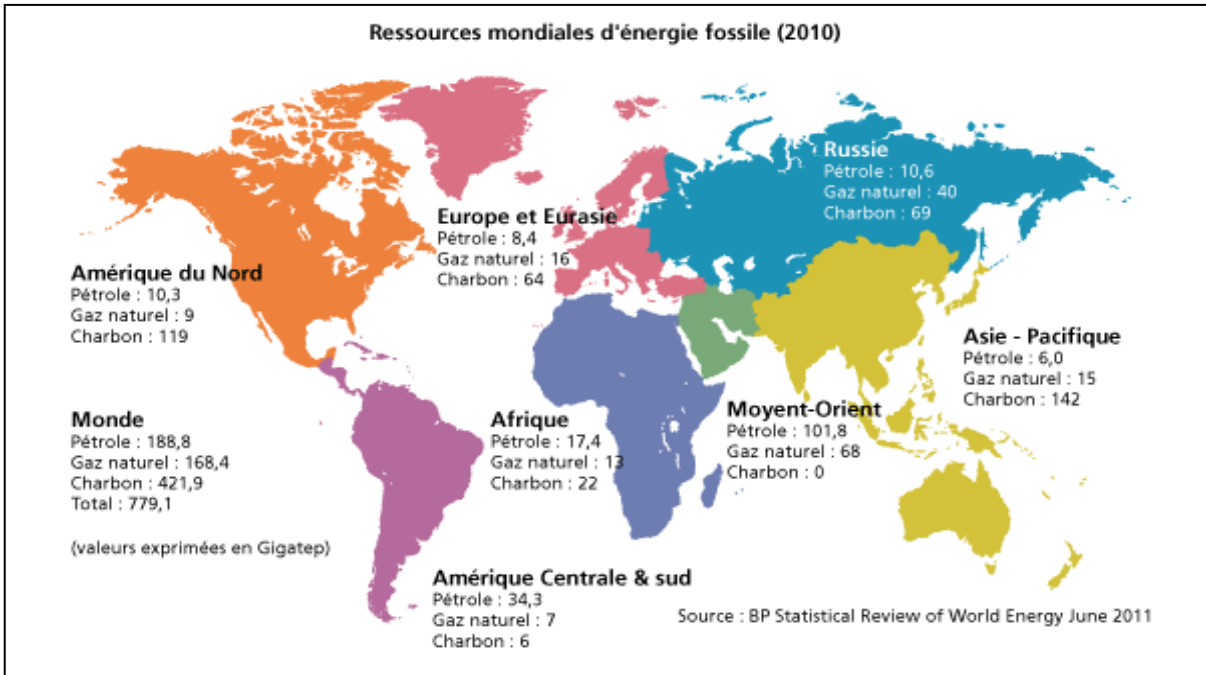 Ressources mondiales d'énergie fossile (2010)
Russie
Pétrole : 10,6
Gaz naturel : 40
Charbon : 69
Europe et Eurasie
Pétrole : 8,4
Gaz naturel : 16
Charbon : 64
Amérique du Nord
Pétrole : 10,3
Gaz naturel : 9
Charbon : 119
Asie - Pacifique
Pétrole : 6,0
Gaz naturel : 15
Charbon : 142
Monde
Pétrole : 188,8
Gaz naturel : 168,4
Charbon : 421,9
Total : 779,1
(valeurs exprimées en Gigatep)
Afrique
Pétrole : 17,4
Gaz naturel : 13
Charbon : 22
Moyent-Orient
Pétrole : 101,8
Gaz naturel : 68
Charbon : 0
Amérique Centrale & sud
Pétrole : 34,3
Gaz naturel : 7
Charbon : 6
Source : BP Statistical Review of World Energy June 2011